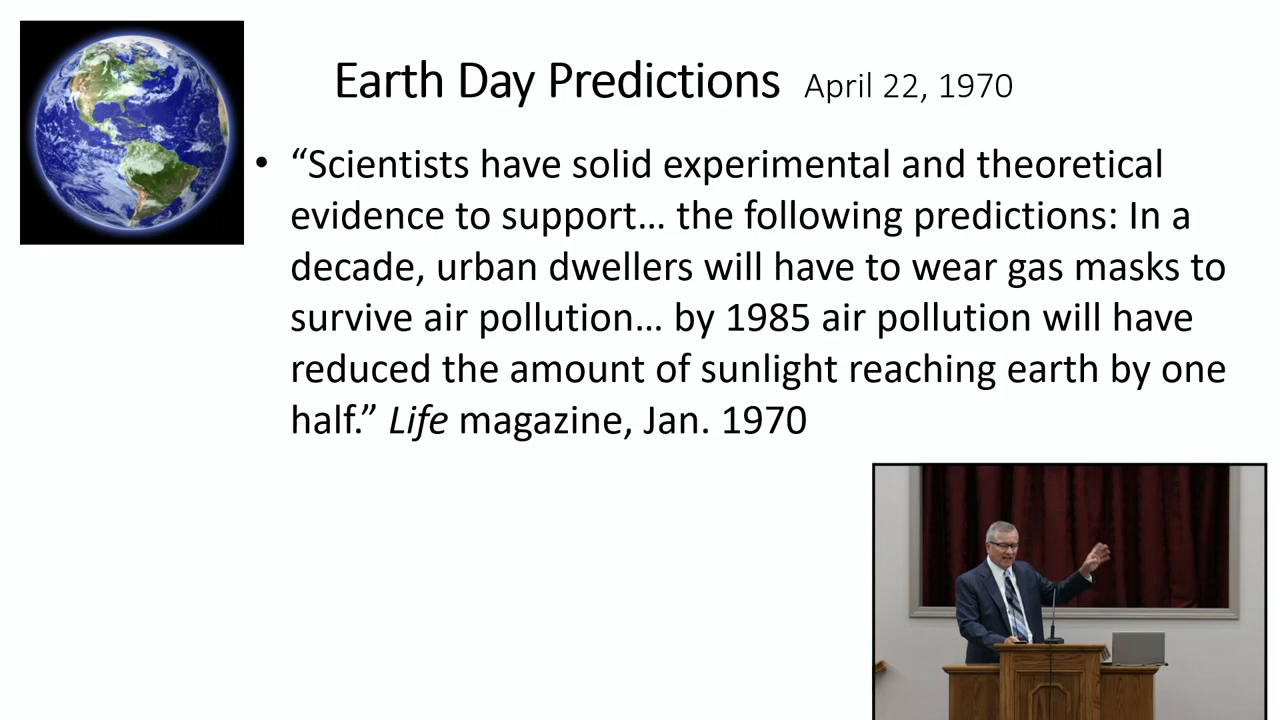 Earth Day Predictions April 22, 1970
• “Scientists have solid experimental and theoretical
evidence to support… the following predictions: In a
decade, urban dwellers will have to wear gas masks to
survive air pollution… by 1985 air pollution will have
reduced the amount of sunlight reaching earth by one
half.” Life magazine, Jan. 1970